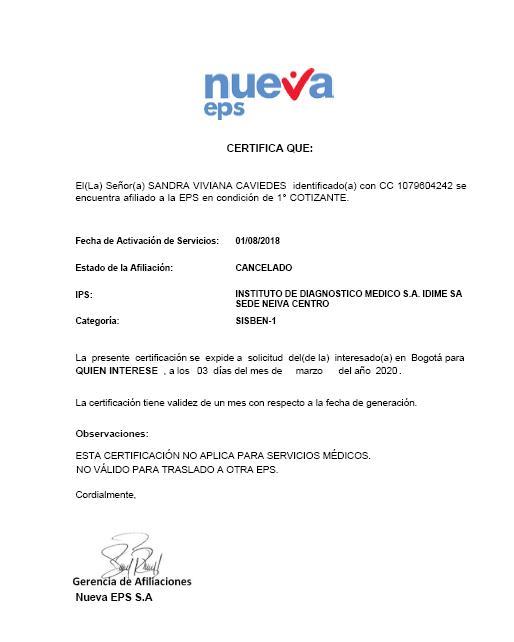 nueva
eps
CERTIFICA QUE:
El(La) Señor(a) SANDRA VIVIANA CAVIEDES identificado(a) con CC 1079604242 se
encuentra afiliado a la EPS en condición de 1° COTIZANTE.
Fecha de Activación de Servicios: 01/08/2018
Estado de la Afiliación: CANCELADO
IPS: INSTITUTO DE DIAGNOSTICO MEDICO S.A. IDIME SA
SEDE NEIVA CENTRO
Categoría: SISBEN-1
La presente certificación se expide a solicitud del(de la) interesado(a) en Bogotá para
QUIEN INTERESE , a los 03 días del mes de marzo del año 2020.
La certificación tiene validez de un mes con respecto a la fecha de generación.
Observaciones:
ESTA CERTIFICACIÓN NO APLICA PARA SERVICIOS MÉDICOS.
NO VÁLIDO PARA TRASLADO A OTRA EPS.
Cordialmente,
Gerencia de Afiliaciones
Nueva EPS S.A